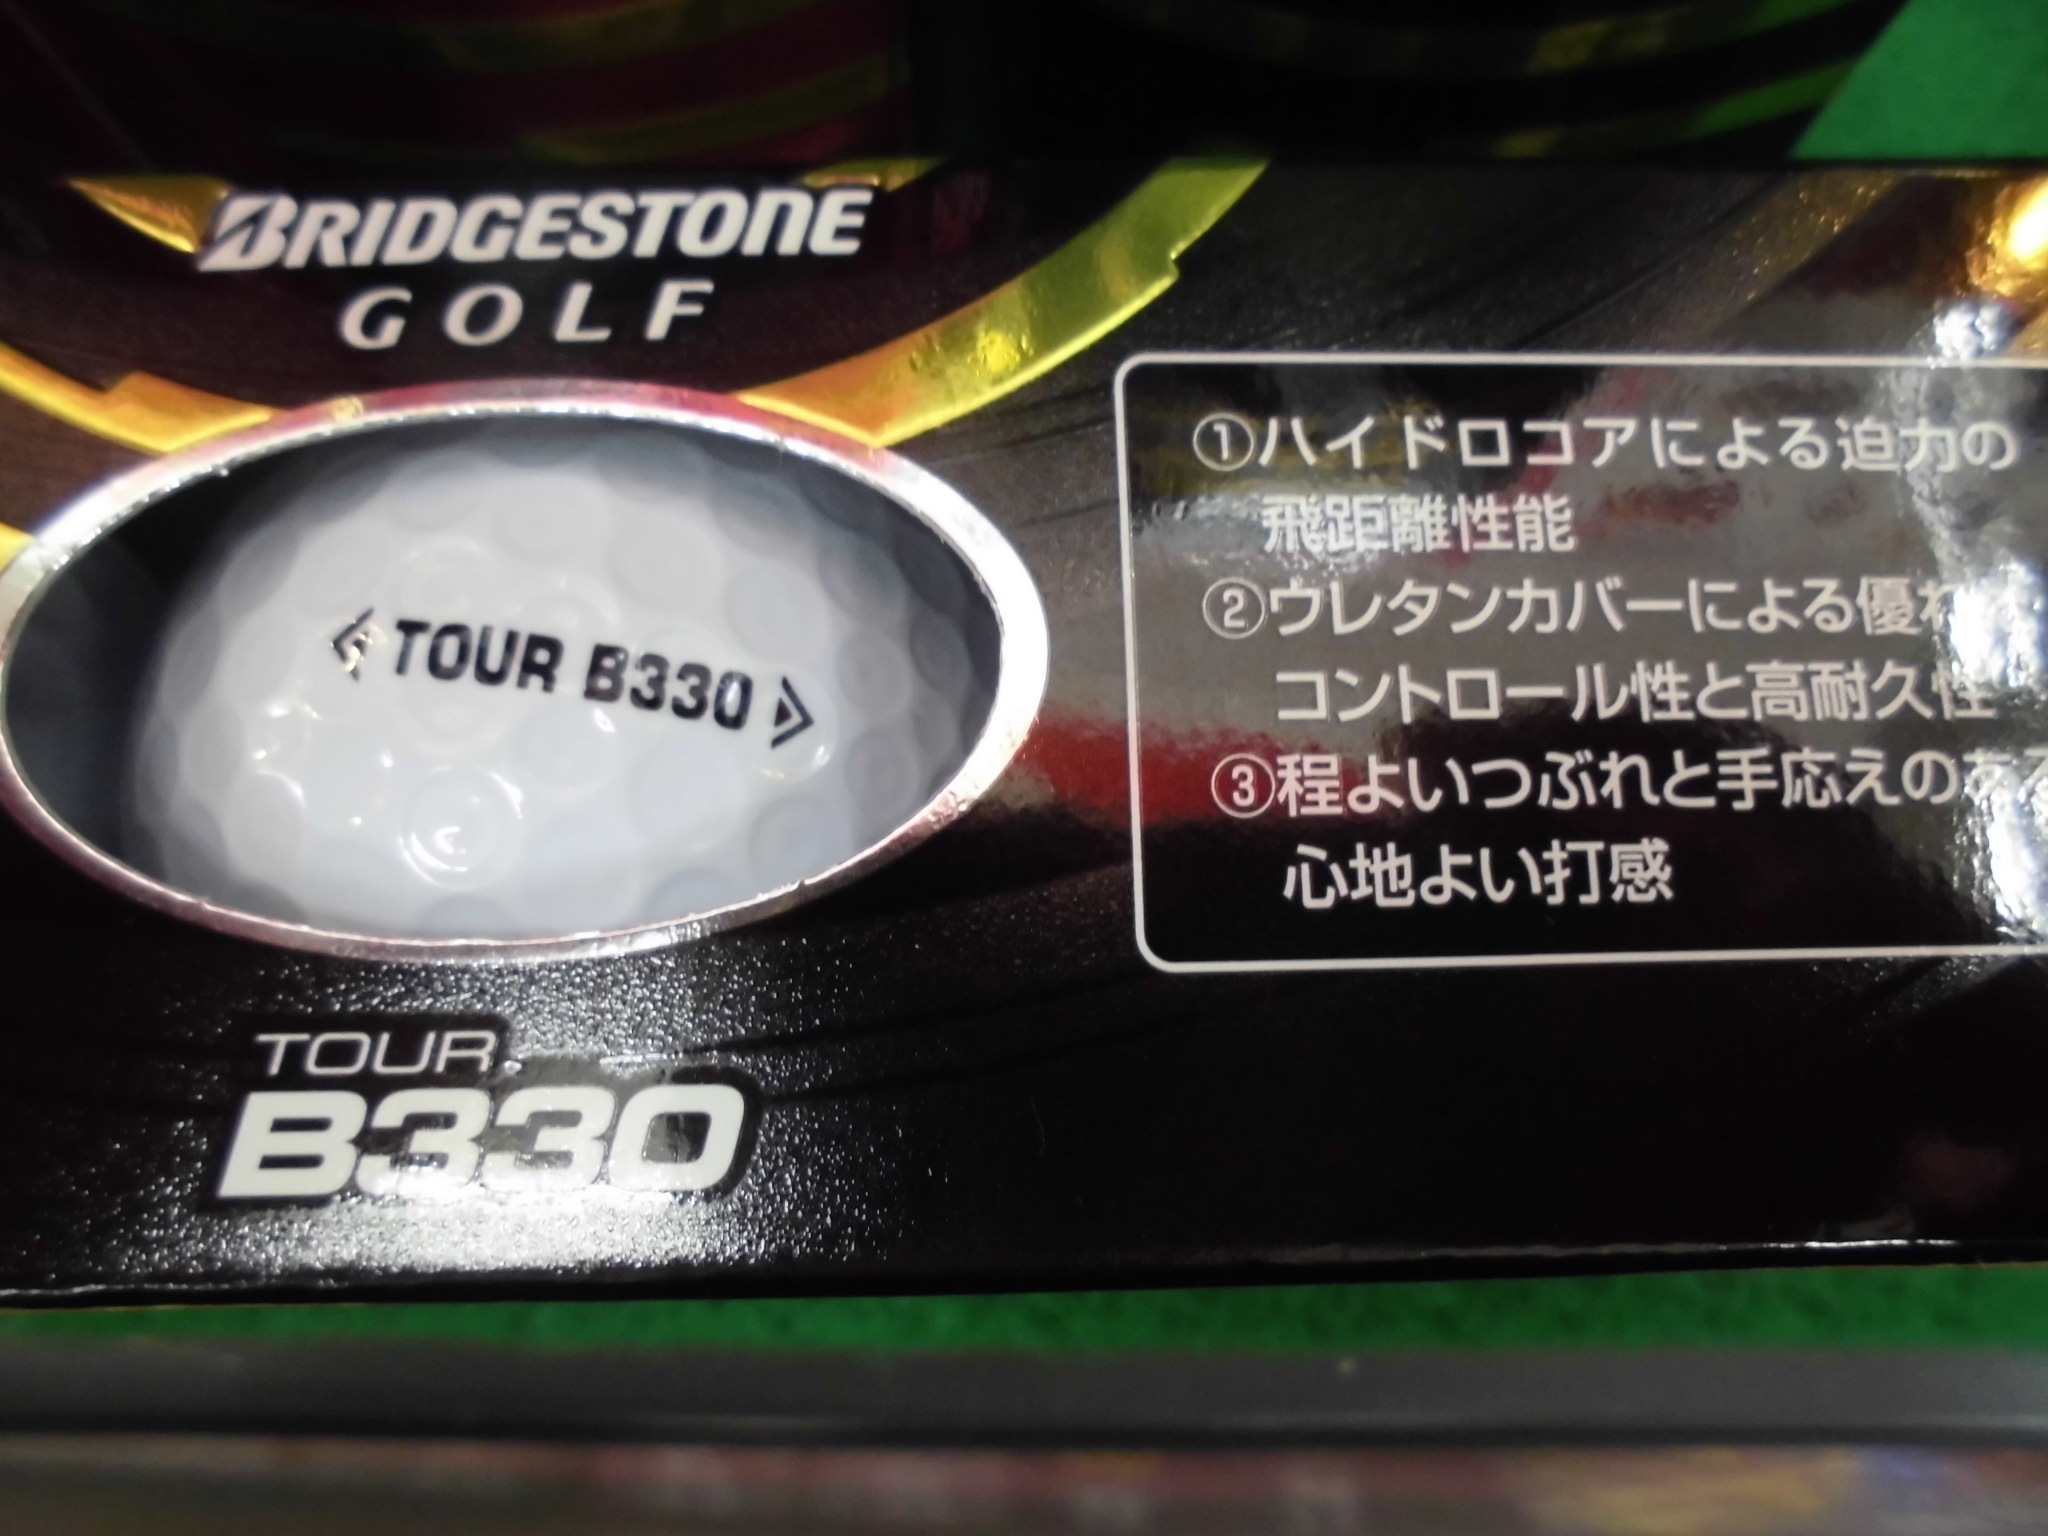 BRIDGESTONE
GOLF
TOUR B330
TOUR
B330
①ハイドロコアによる迫力の
飛距離性能
②ウレタンカバーによる優れ
コントロール性と高耐久性
③程よいつぶれと手応えのある
心地よい打感